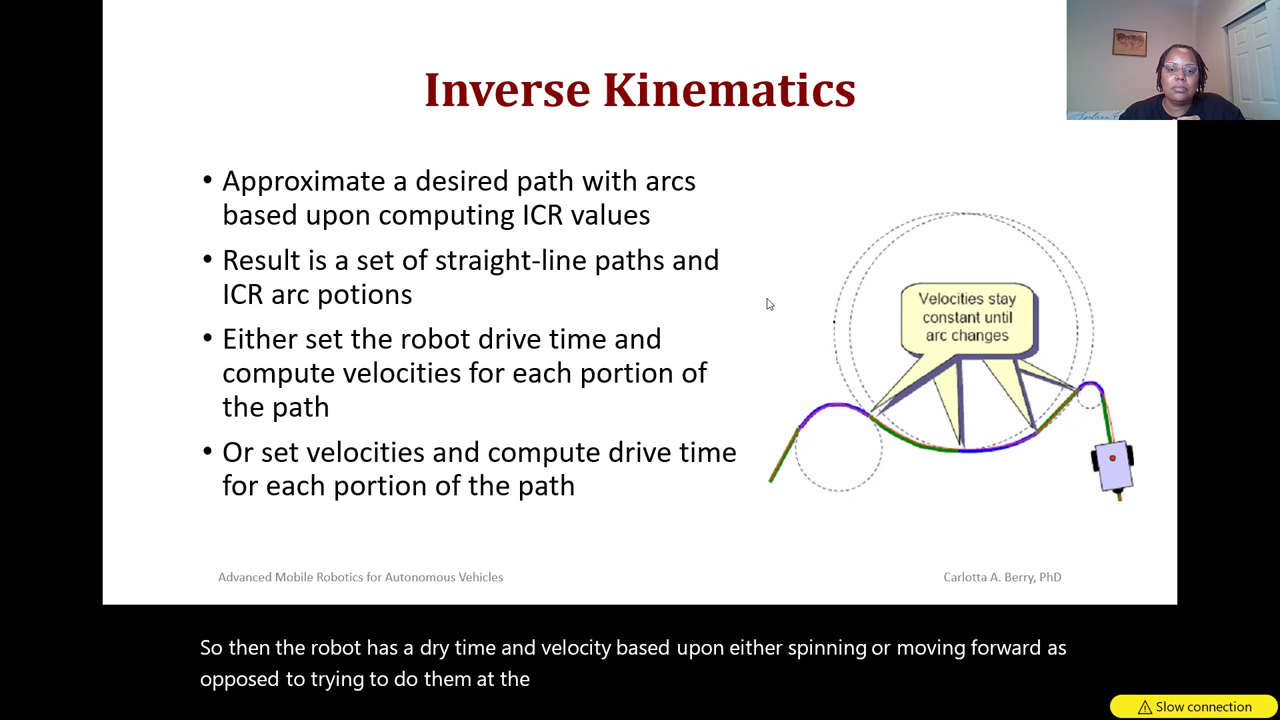 Inverse Kinematics
• Approximate a desired path with arcs
based upon computing ICR values
• Result is a set of straight-line paths and
ICR arc potions
• Either set the robot drive time and
compute velocities for each portion of
the path
• Or set velocities and compute drive time
for each portion of the path
Velocities stay
constant until
arc changes
Advanced Mobile Robotics for Autonomous Vehicles
Carlotta A. Berry, PhD
So then the robot has a dry time and velocity based upon either spinning or moving forward as
opposed to trying to do them at the
Slow connection